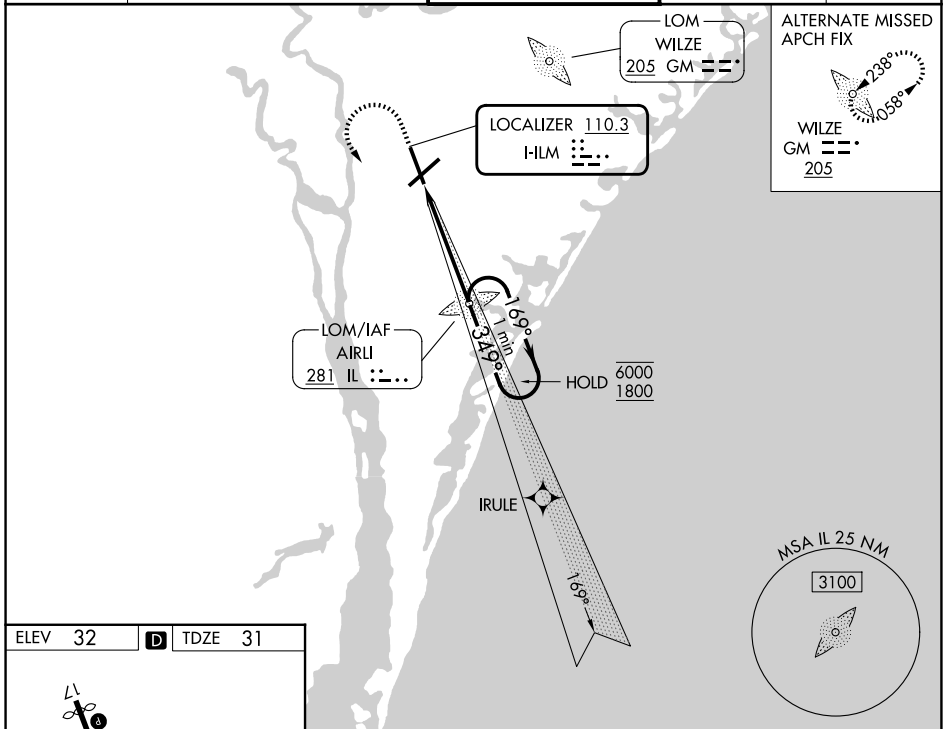 LOM
WILZE
205 GM
ALTERNATE MISSED
APCH FIX
238°
058°
WILZE
GM
205
LOCALIZER 110.3
I-ILM
LOM/IAF
AIRLI
281 IL
169°
1 min
349°
HOLD 6000
1800
IRULE
169°
MSA IL 25 NM
3100
ELEV 32 D TDZE 31
17
P